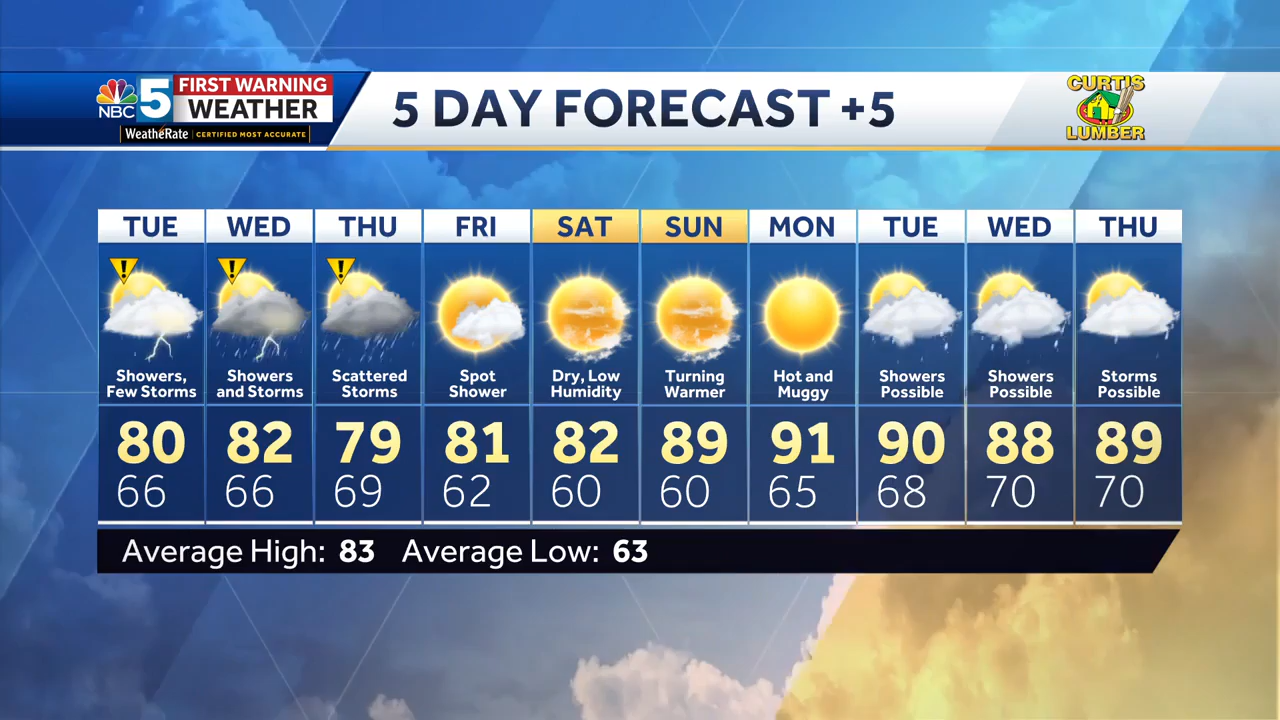 NBC 5 FIRST WARNING
WEATHER
WeatheRate CERTIFIED MOST ACCURATE
5 DAY FORECAST +5
CURTIS
LUMBER
TUE WED THU FRI SAT SUN MON TUE WED THU
! ! !
Showers, Showers Scattered Spot Dry, Low Turning Hot and Showers Showers Storms
Few Storms and Storms Storms Shower Humidity Warmer Muggy Possible Possible Possible
80 82 79 81 82 89 91 90 88 89
66 66 69 62 60 60 65 68 70 70
Average High: 83 Average Low: 63